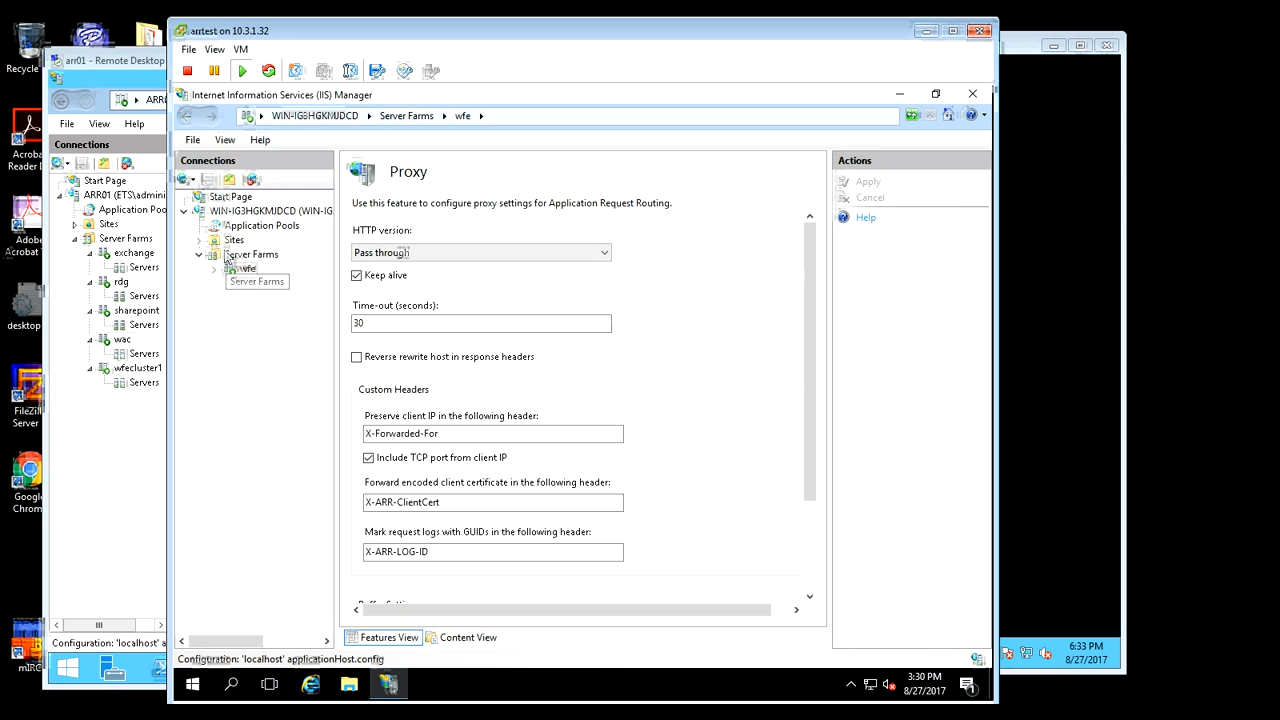 Recycle
Acrobat
Reader
Adobe
Acrobat
desktop
FileZilla
Server
Google
Chrome
mIRC
arr01 - Remote Desktop
ARR0
File View Help
Connections
Start Page
ARR01 (ETS\admini
Application Poo
Sites
Server Farms
exchange
Servers
rdg
Servers
sharepoint
Servers
wac
Servers
wfecluster1
Servers
Configuration: 'localhost'
arrtest on 10.3.1.32
File View VM
Internet Information Services (IIS) Manager
WIN-IG3HGKMJDCD Server Farms wfe
File View Help
Connections
Start Page
WIN-IG3HGKMJDCD (WIN-IG
Application Pools
Sites
Server Farms
wfe
Server Farms
Proxy
Use this feature to configure proxy settings for Application Request Routing.
HTTP version:
Pass through
Keep alive
Time-out (seconds):
30
Reverse rewrite host in response headers
Custom Headers
Preserve client IP in the following header:
X-Forwarded-For
Include TCP port from client IP
Forward encoded client certificate in the following header:
X-ARR-ClientCert
Mark request logs with GUIDs in the following header:
X-ARR-LOG-ID
Features View Content View
Configuration: 'localhost' applicationHost.config
Actions
Apply
Cancel
Help
3:30 PM
8/27/2017
1
6:33 PM
8/27/2017